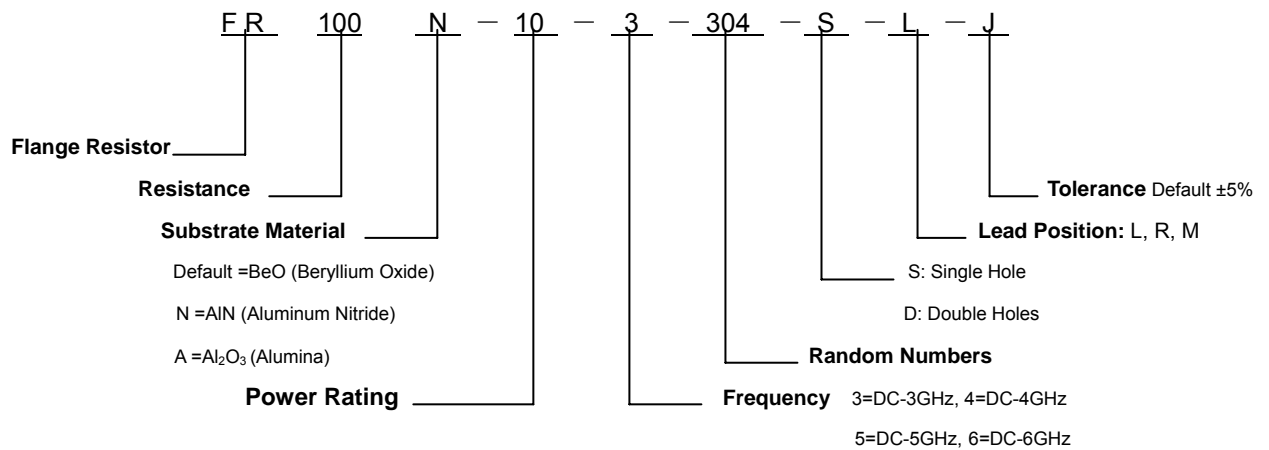 FR 100 N — 10 — 3 — 304 — S — L — J
Flange Resistor
Resistance
Tolerance Default ±5%
Substrate Material
Lead Position: L, R, M
Default =BeO (Beryllium Oxide)
S: Single Hole
N =AlN (Aluminum Nitride)
D: Double Holes
A =Al₂O₃ (Alumina)
Random Numbers
Power Rating
Frequency 3=DC-3GHz, 4=DC-4GHz
5=DC-5GHz, 6=DC-6GHz